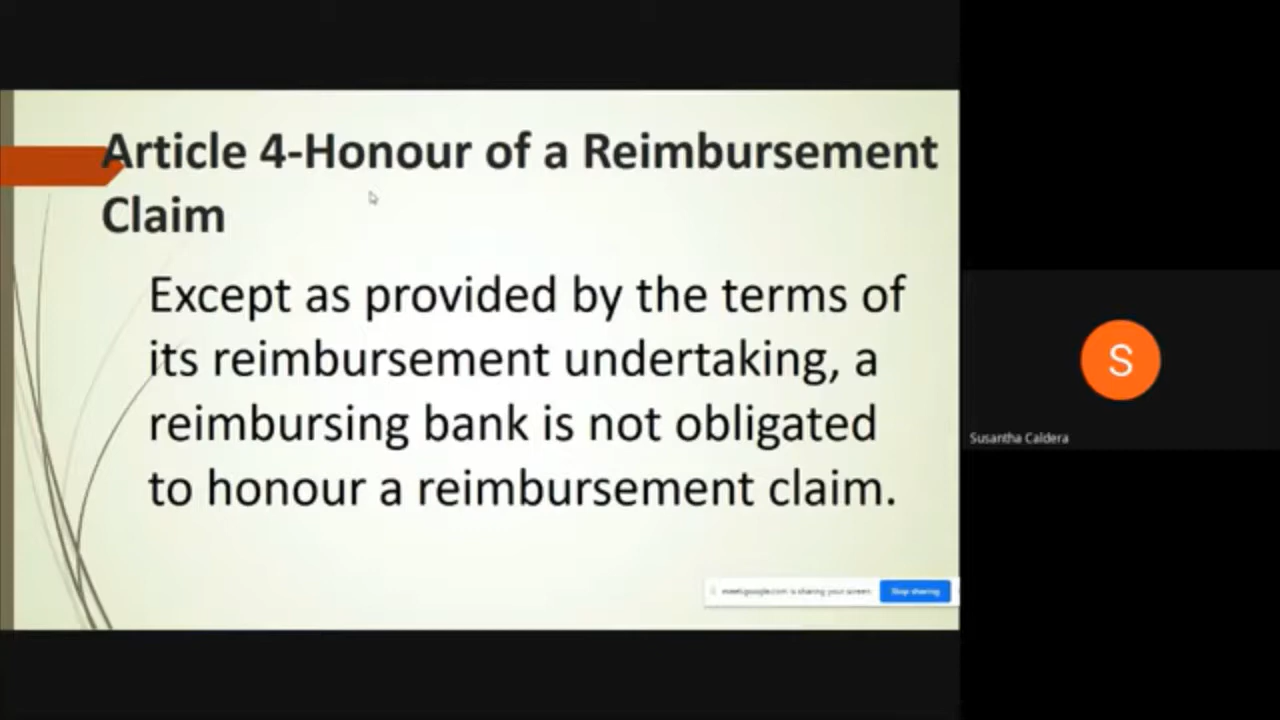 Article 4-Honour of a Reimbursement
Claim
Except as provided by the terms of
its reimbursement undertaking, a
reimbursing bank is not obligated
to honour a reimbursement claim.
meet.google.com is sharing your screen.
Stop sharing
S
Susantha Caldera